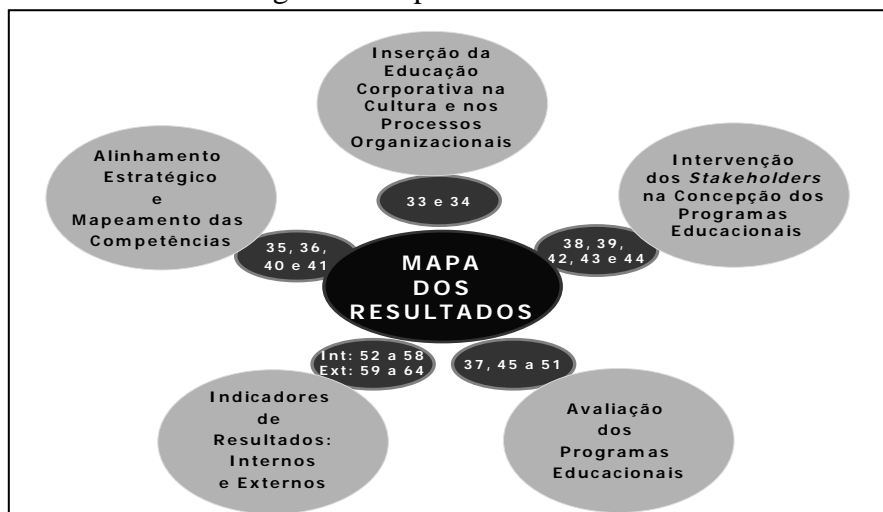 Inserção da
Educação
Corporativa na
Cultura e nos
Processos
Organizacionais
33 e 34
Alinhamento
Estratégico
e
Mapeamento das
Competências
35, 36,
40 e 41
Intervenção
dos Stakeholders
na Concepção dos
Programas
Educacionais
38, 39,
42, 43 e 44
MAPA
DOS
RESULTADOS
Int: 52 a 58
Ext: 59 a 64
37, 45 a 51
Indicadores
de
Resultados:
Internos
e Externos
Avaliação
dos
Programas
Educacionais